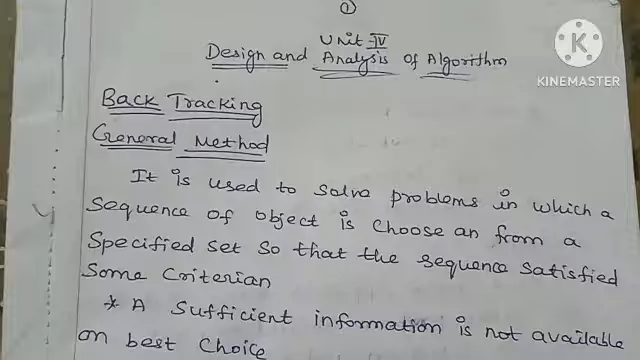 1
Unit IV
Design and Analysis of Algorithm
KINEMASTER
Back Tracking
General Method
It is used to solve problems in which a
sequence of object is choose an from a
specified set so that the sequence satisfied
some criterian
* A sufficient information is not available
on best choice